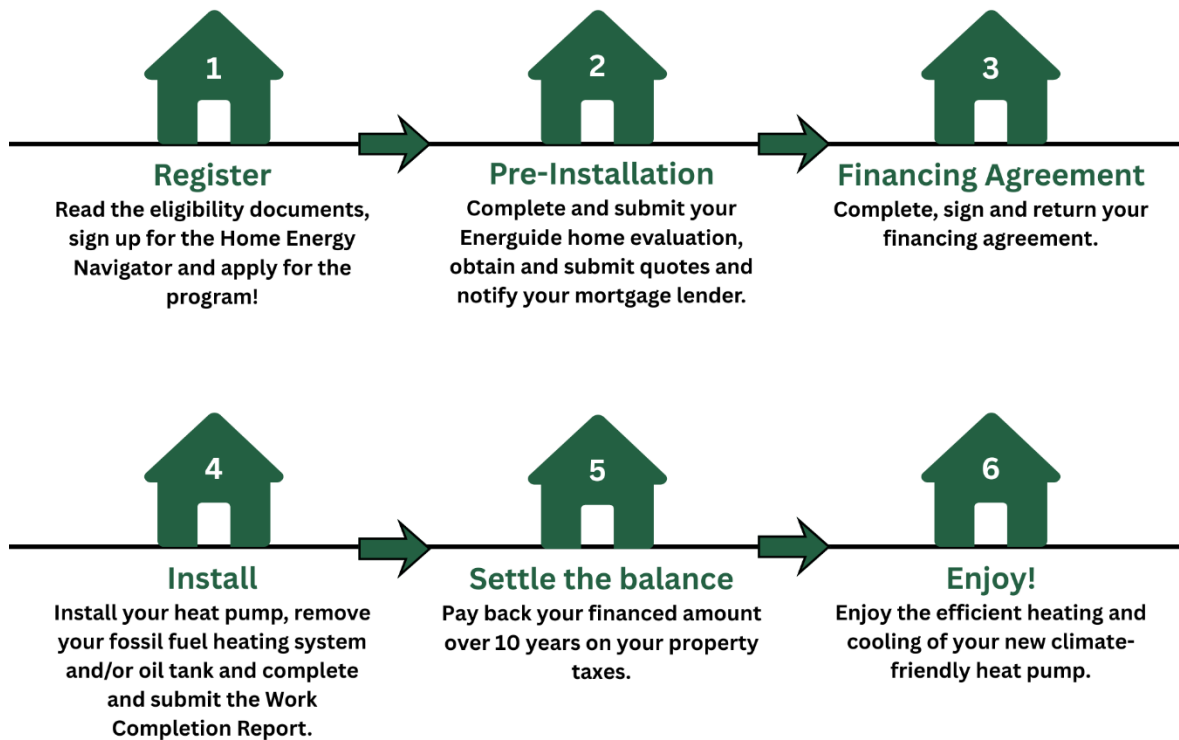 1
Register
Read the eligibility documents,
sign up for the Home Energy
Navigator and apply for the
program!
2
Pre-Installation
Complete and submit your
Energuide home evaluation,
obtain and submit quotes and
notify your mortgage lender.
3
Financing Agreement
Complete, sign and return your
financing agreement.
4
Install
Install your heat pump, remove
your fossil fuel heating system
and/or oil tank and complete
and submit the Work
Completion Report.
5
Settle the balance
Pay back your financed amount
over 10 years on your property
taxes.
6
Enjoy!
Enjoy the efficient heating and
cooling of your new climate-
friendly heat pump.